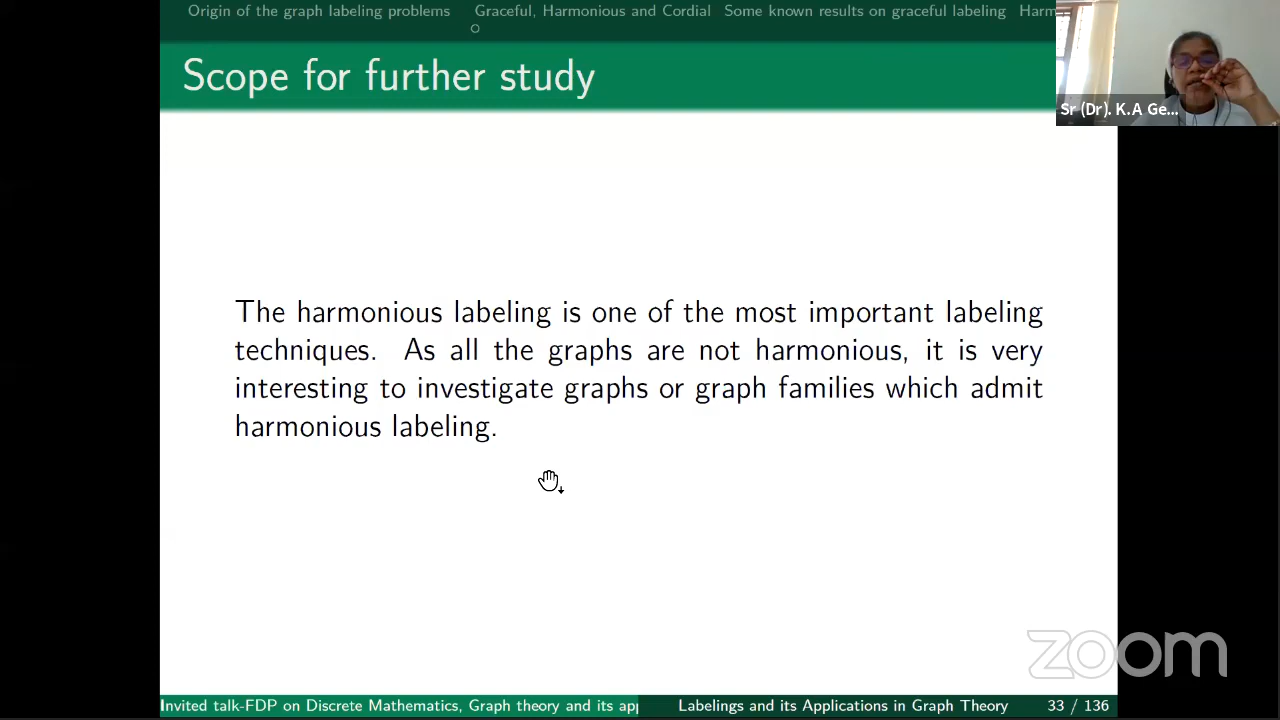 Origin of the graph labeling problems Graceful, Harmonious and Cordial Some known results on graceful labeling Harm
Scope for further study
Sr (Dr). K.A Ge...
The harmonious labeling is one of the most important labeling
techniques. As all the graphs are not harmonious, it is very
interesting to investigate graphs or graph families which admit
harmonious labeling.
zoom
Invited talk-FDP on Discrete Mathematics, Graph theory and its app Labelings and its Applications in Graph Theory 33 / 136